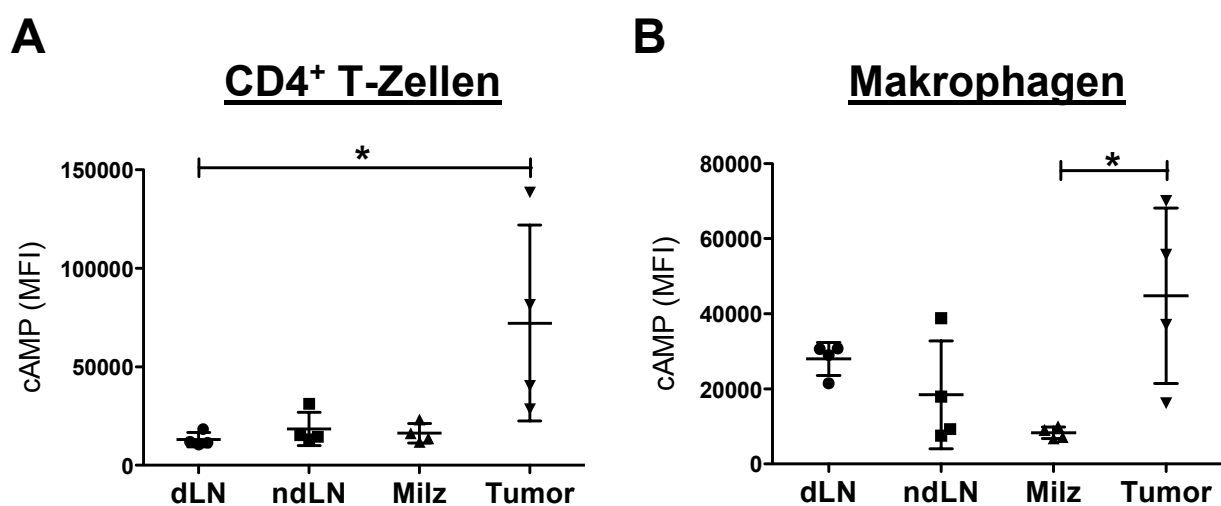 A
CD4⁺ T-Zellen
*
150000
100000
50000
0
cAMP (MFI)
dLN ndLN Milz Tumor
B
Makrophagen
*
80000
60000
40000
20000
0
cAMP (MFI)
dLN ndLN Milz Tumor